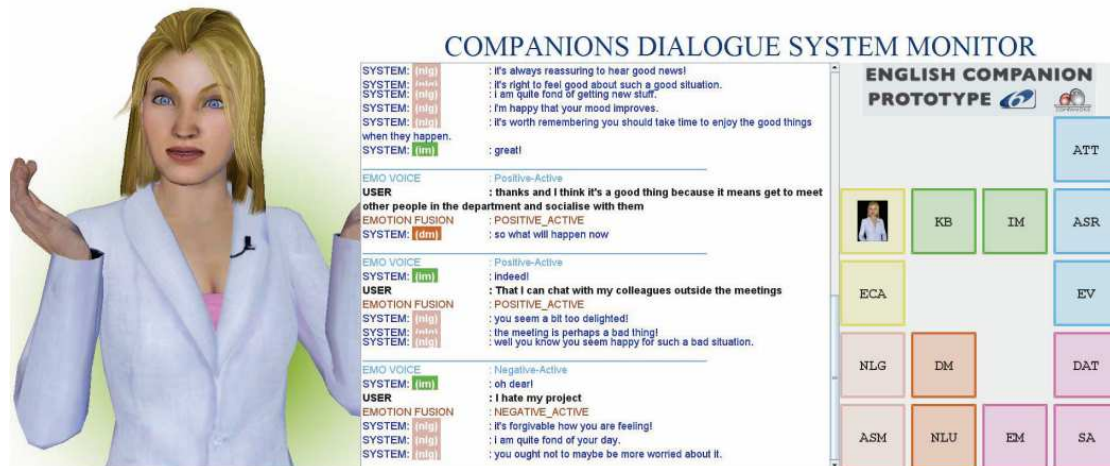 COMPANIONS DIALOGUE SYSTEM MONITOR
SYSTEM: (nlg) : it's always reassuring to hear good news!
SYSTEM: (nlg) : it's right to feel good about such a good situation.
SYSTEM: (nlg) : i am quite fond of getting new stuff.
SYSTEM: (nlg) : I'm happy that your mood improves.
SYSTEM: (nlg) : it's worth remembering you should take time to enjoy the good things
when they happen.
SYSTEM: (im) : great!
EMO VOICE : Positive-Active
USER : thanks and I think it's a good thing because it means get to meet
other people in the department and socialise with them
EMOTION FUSION : POSITIVE_ACTIVE
SYSTEM: (dm) : so what will happen now
EMO VOICE : Positive-Active
SYSTEM: (im) : indeed!
USER : That I can chat with my colleagues outside the meetings
EMOTION FUSION : POSITIVE_ACTIVE
SYSTEM: (nlg) : you seem a bit too delighted!
SYSTEM: (nlg) : the meeting is perhaps a bad thing!
SYSTEM: (nlg) : well you know you seem happy for such a bad situation.
EMO VOICE : Negative-Active
SYSTEM: (im) : oh dear!
USER : I hate my project
EMOTION FUSION : NEGATIVE_ACTIVE
SYSTEM: (nlg) : it's forgivable how you are feeling!
SYSTEM: (nlg) : i am quite fond of your day.
SYSTEM: (nlg) : you ought not to maybe be more worried about it.
ENGLISH COMPANION
PROTOTYPE
ATT
KB IM ASR
ECA EV
NLG DM DAT
ASM NLU EM SA